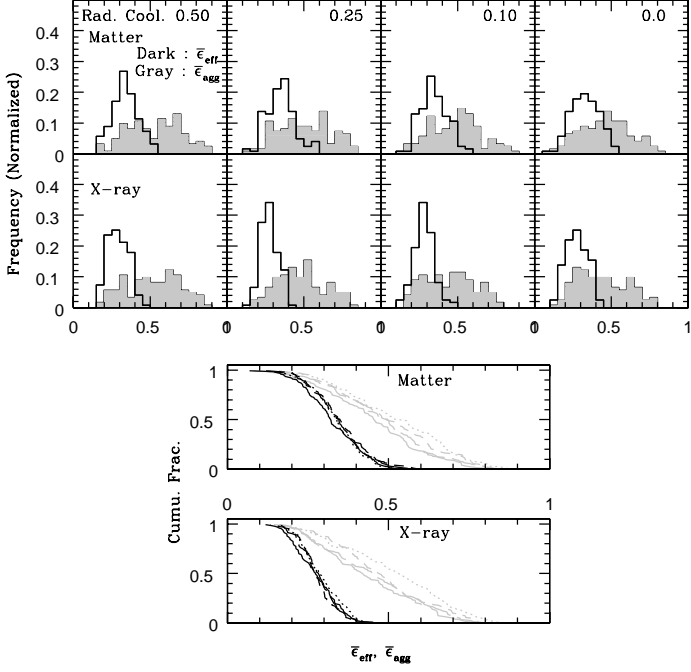 Rad. Cool. 0.50
0.25
0.10
0.0
Matter
Dark : ε̅eff
Gray : ε̅agg
0.4
0.3
0.2
0.1
0
X-ray
0.4
0.3
0.2
0.1
0
Frequency (Normalized)
0 0.5 0 0.5 0 0.5 0 0.5 1
Matter
1
0.5
0
0 0.5 1
X-ray
1
0.5
0
Cumu. Frac.
ε̅eff, ε̅agg